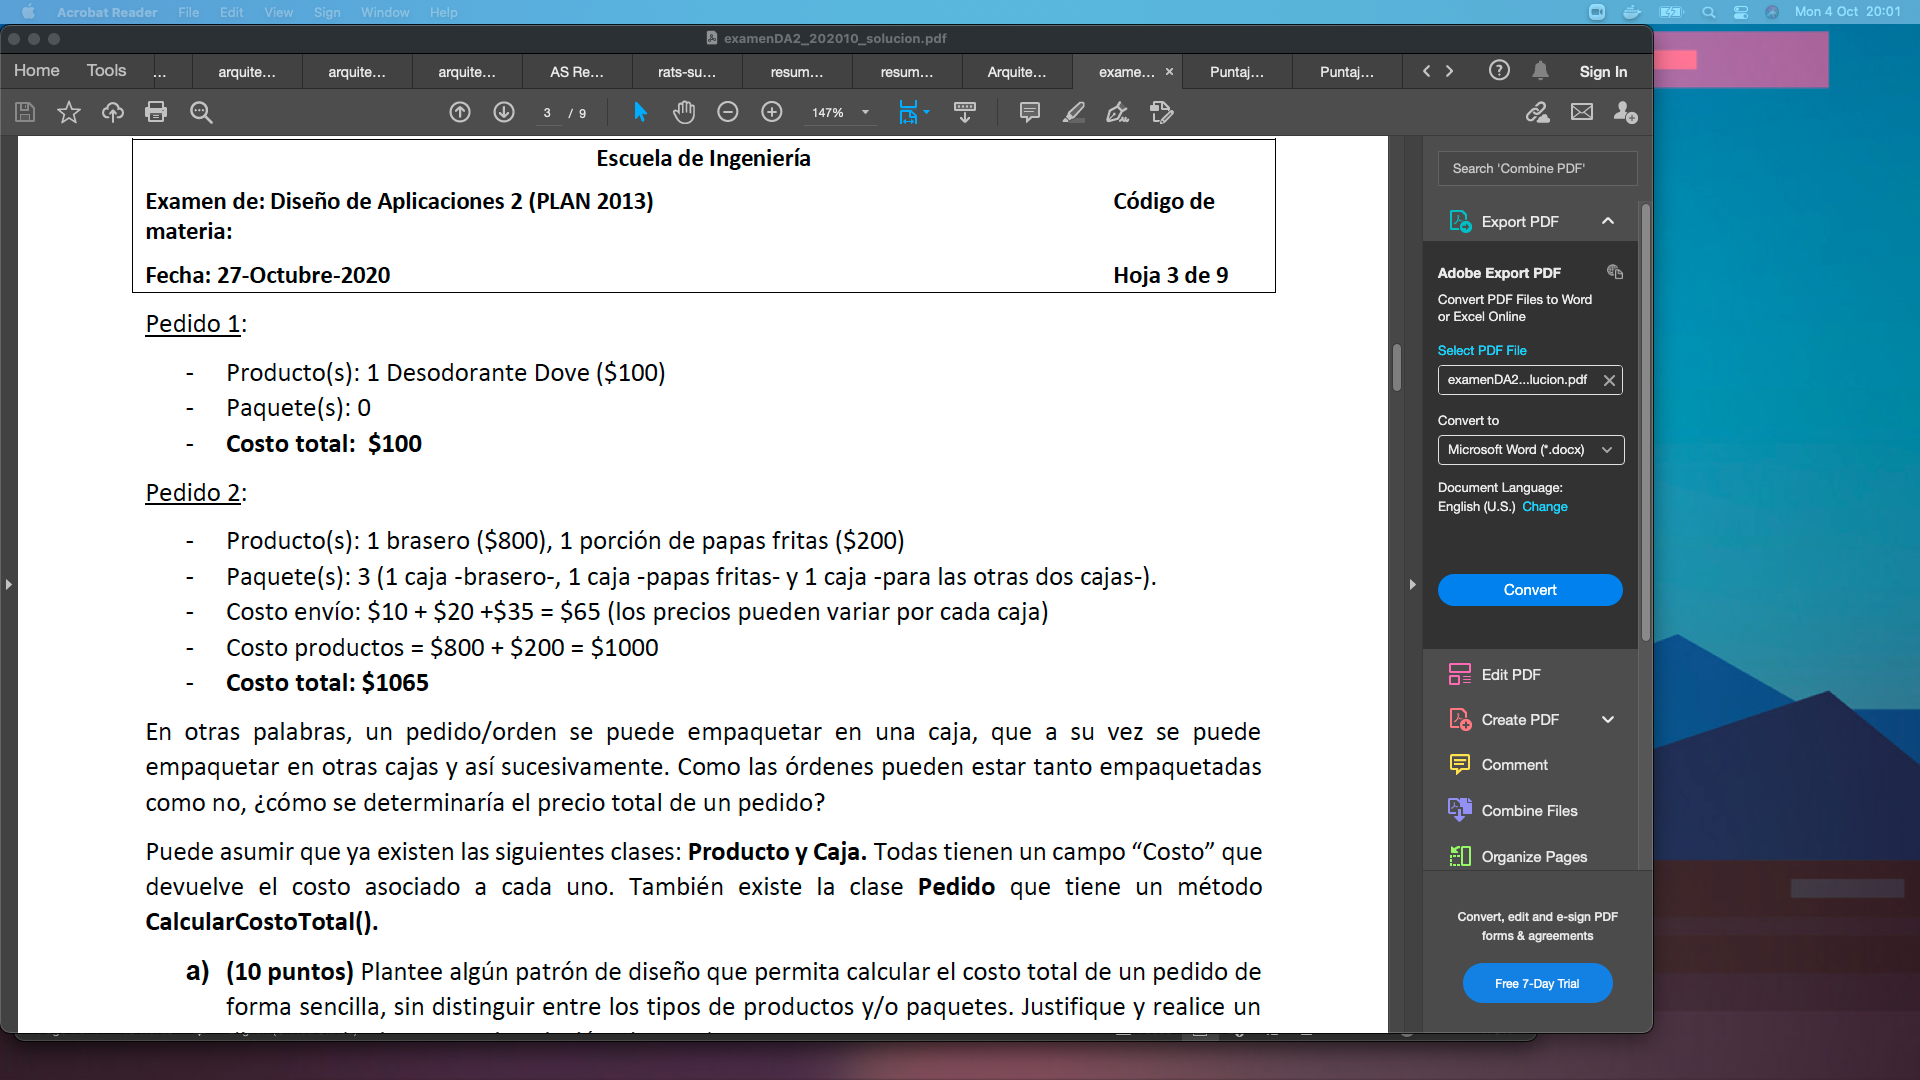 Acrobat Reader File Edit View Sign Window Help Mon 4 Oct 20:01
examenDA2_202010_solucion.pdf
Home Tools ... arquite... arquite... arquite... AS Re... rats-su... resum... resum... Arquite... exame... Puntaj... Puntaj... Sign In
3 / 9 147%
Escuela de Ingeniería
Examen de: Diseño de Aplicaciones 2 (PLAN 2013) Código de
materia:
Fecha: 27-Octubre-2020 Hoja 3 de 9
Pedido 1:
- Producto(s): 1 Desodorante Dove ($100)
- Paquete(s): 0
- Costo total: $100
Pedido 2:
- Producto(s): 1 brasero ($800), 1 porción de papas fritas ($200)
- Paquete(s): 3 (1 caja -brasero-, 1 caja -papas fritas- y 1 caja -para las otras dos cajas-).
- Costo envío: $10 + $20 +$35 = $65 (los precios pueden variar por cada caja)
- Costo productos = $800 + $200 = $1000
- Costo total: $1065
En otras palabras, un pedido/orden se puede empaquetar en una caja, que a su vez se puede
empaquetar en otras cajas y así sucesivamente. Como las órdenes pueden estar tanto empaquetadas
como no, ¿cómo se determinaría el precio total de un pedido?
Puede asumir que ya existen las siguientes clases: Producto y Caja. Todas tienen un campo “Costo” que
devuelve el costo asociado a cada uno. También existe la clase Pedido que tiene un método
CalcularCostoTotal().
a) (10 puntos) Plantee algún patrón de diseño que permita calcular el costo total de un pedido de
forma sencilla, sin distinguir entre los tipos de productos y/o paquetes. Justifique y realice un
Search 'Combine PDF'
Export PDF
Adobe Export PDF
Convert PDF Files to Word
or Excel Online
Select PDF File
examenDA2...lucion.pdf
Convert to
Microsoft Word (*.docx)
Document Language:
English (U.S.) Change
Convert
Edit PDF
Create PDF
Comment
Combine Files
Organize Pages
Convert, edit and e-sign PDF
forms & agreements
Free 7-Day Trial